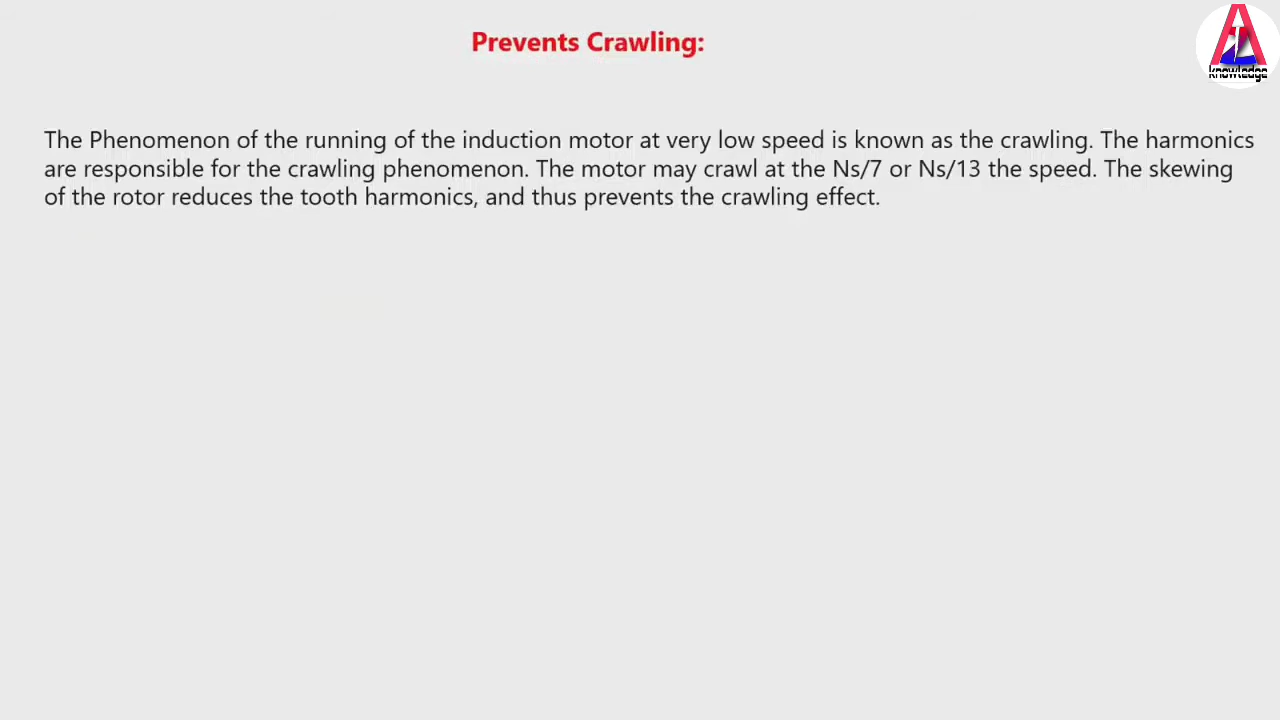 Prevents Crawling:
knowledge
The Phenomenon of the running of the induction motor at very low speed is known as the crawling. The harmonics
are responsible for the crawling phenomenon. The motor may crawl at the Ns/7 or Ns/13 the speed. The skewing
of the rotor reduces the tooth harmonics, and thus prevents the crawling effect.